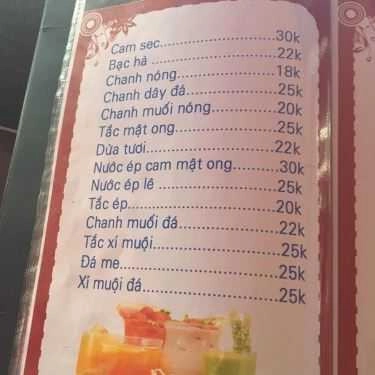 Cam sec..................30k
Bạc hà.....................22k
Chanh nóng................18k
Chanh dây đá..............25k
Chanh muối nóng..........20k
Tắc mật ong................25k
Dừa tươi....................22k
Nước ép cam mật ong.......30k
Nước ép lê..................25k
Tắc ép.......................20k
Chanh muối đá..............22k
Tắc xí muội..................25k
Đá me........................25k
Xí muội đá...................25k